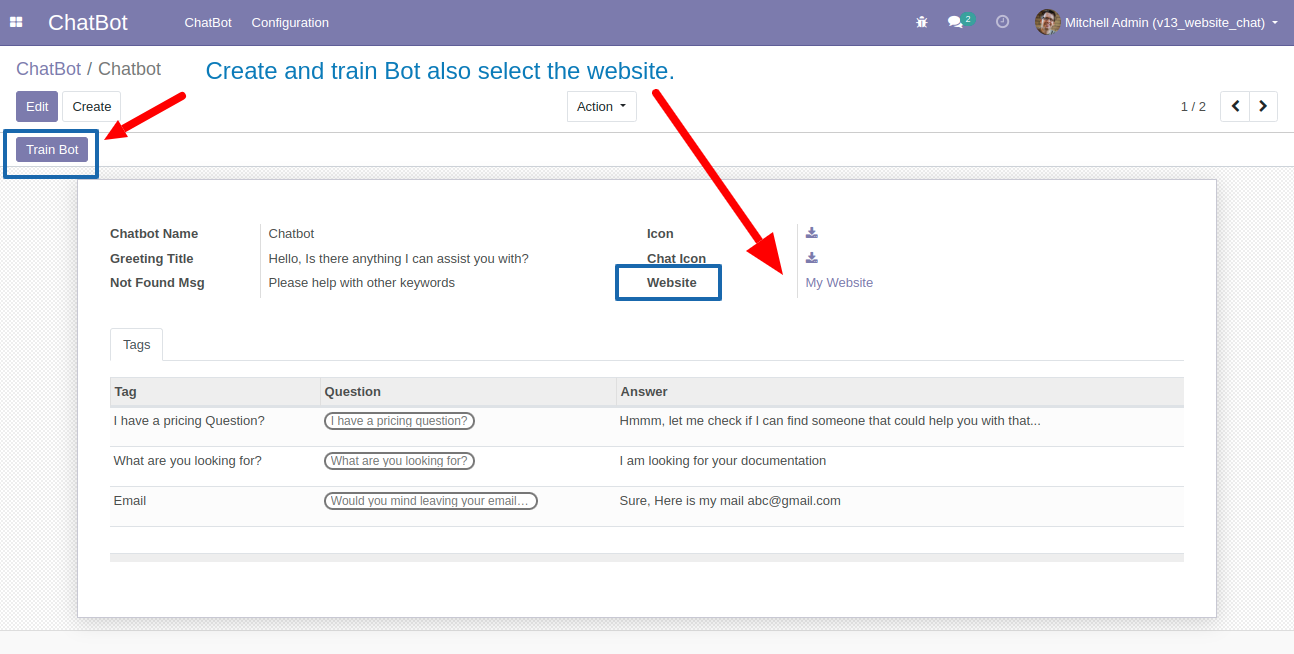 ChatBot ChatBot Configuration 2 Mitchell Admin (v13_website_chat)
ChatBot / Chatbot Create and train Bot also select the website.
Edit Create Action 1 / 2
Train Bot
Chatbot Name Chatbot Icon
Greeting Title Hello, Is there anything I can assist you with? Chat Icon
Not Found Msg Please help with other keywords Website My Website
Tags
Tag Question Answer
I have a pricing Question? I have a pricing question? Hmmm, let me check if I can find someone that could help you with that...
What are you looking for? What are you looking for? I am looking for your documentation
Email Would you mind leaving your email… Sure, Here is my mail abc@gmail.com